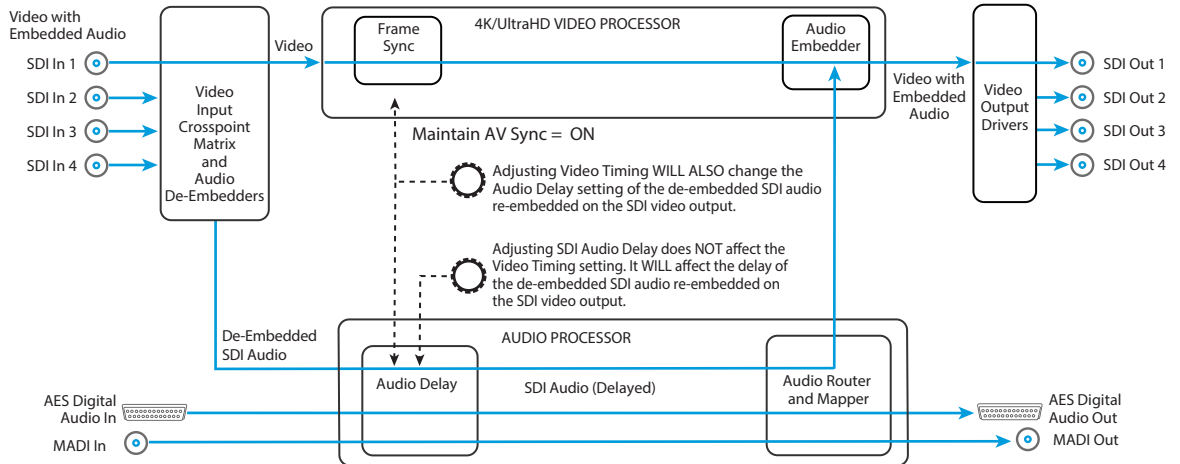 Video with
Embedded Audio
SDI In 1
SDI In 2
SDI In 3
SDI In 4
Video
Input
Crosspoint
Matrix
and
Audio
De-Embedders
Video
4K/UltraHD VIDEO PROCESSOR
Frame
Sync
Audio
Embedder
Video with
Embedded
Audio
Video
Output
Drivers
SDI Out 1
SDI Out 2
SDI Out 3
SDI Out 4
Maintain AV Sync = ON
Adjusting Video Timing WILL ALSO change the
Audio Delay setting of the de-embedded SDI audio
re-embedded on the SDI video output.
Adjusting SDI Audio Delay does NOT affect the
Video Timing setting. It WILL affect the delay of
the de-embedded SDI audio re-embedded on
the SDI video output.
De-Embedded
SDI Audio
AUDIO PROCESSOR
Audio Delay
SDI Audio (Delayed)
Audio Router
and Mapper
AES Digital
Audio In
MADI In
AES Digital
Audio Out
MADI Out